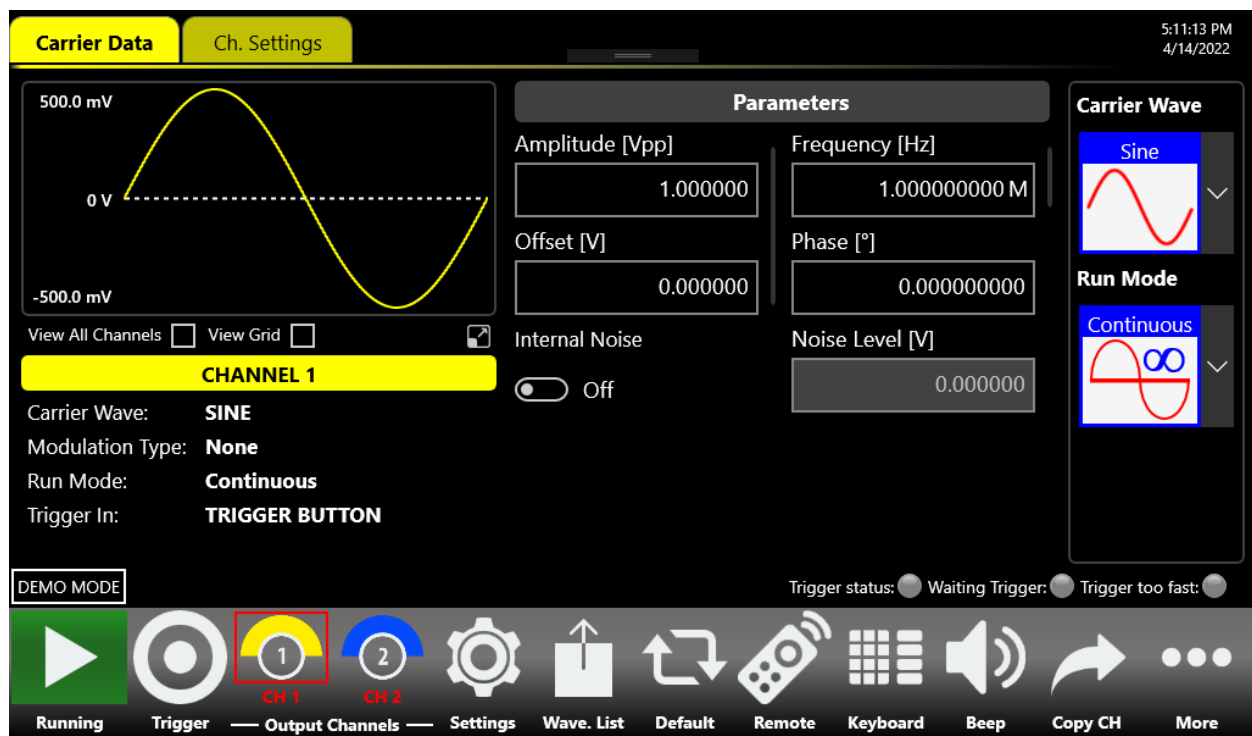 Carrier Data Ch. Settings
5:11:13 PM
4/14/2022
500.0 mV
0 V
-500.0 mV
View All Channels View Grid
CHANNEL 1
Carrier Wave: SINE
Modulation Type: None
Run Mode: Continuous
Trigger In: TRIGGER BUTTON
Parameters
Amplitude [Vpp] Frequency [Hz]
1.000000 1.000000000 M
Offset [V] Phase [°]
0.000000 0.000000000
Internal Noise Noise Level [V]
Off 0.000000
Carrier Wave
Sine
Run Mode
Continuous
DEMO MODE
Trigger status: Waiting Trigger: Trigger too fast:
1 2
CH 1 CH 2
Running Trigger Output Channels Settings Wave. List Default Remote Keyboard Beep Copy CH More